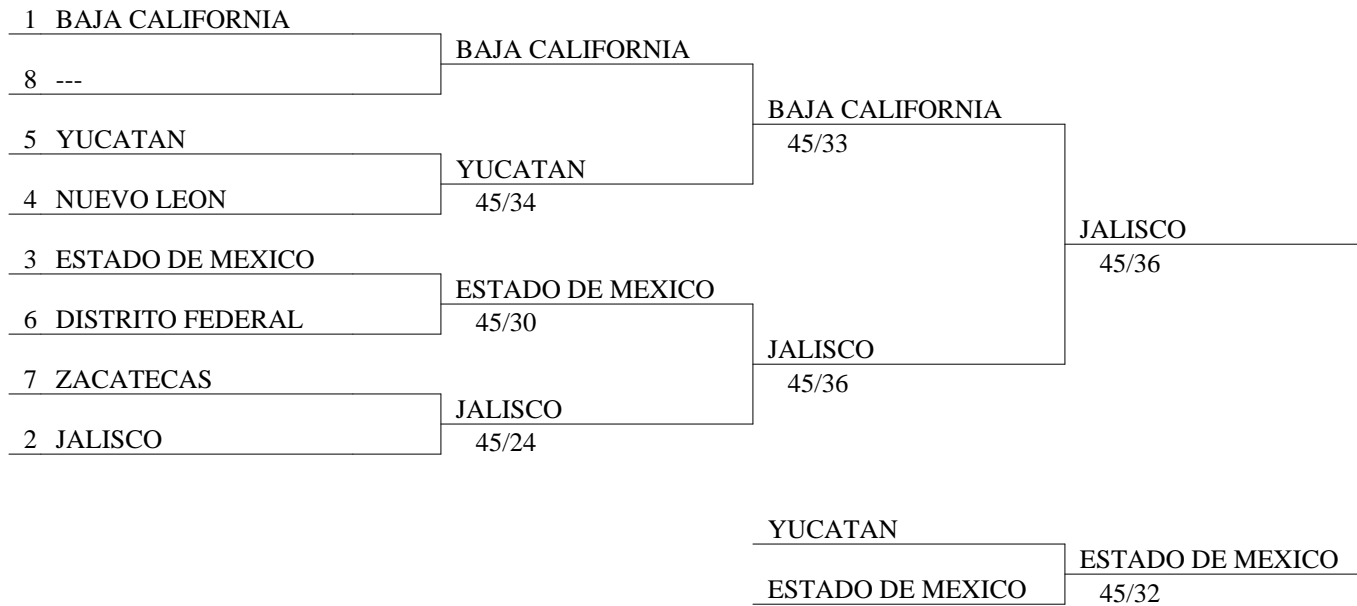 1 BAJA CALIFORNIA
8 ---
5 YUCATAN
4 NUEVO LEON
3 ESTADO DE MEXICO
6 DISTRITO FEDERAL
7 ZACATECAS
2 JALISCO
BAJA CALIFORNIA
YUCATAN
45/34
ESTADO DE MEXICO
45/30
JALISCO
45/24
BAJA CALIFORNIA
45/33
JALISCO
45/36
JALISCO
45/36
YUCATAN
ESTADO DE MEXICO
ESTADO DE MEXICO
45/32